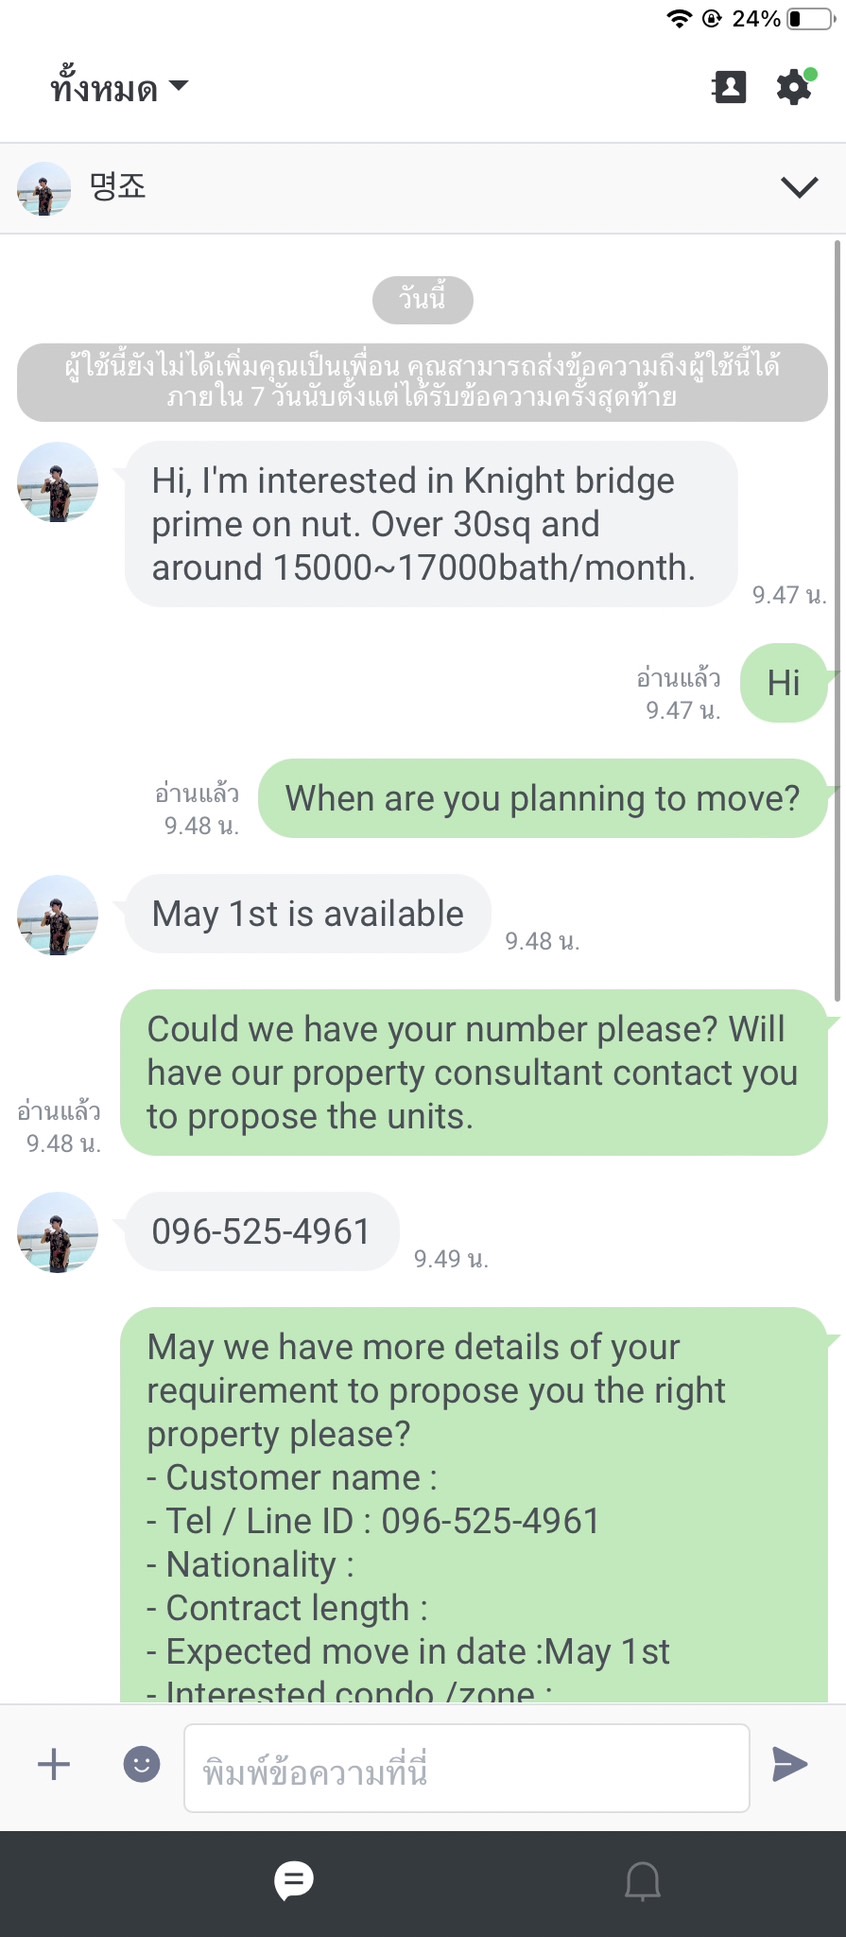 24%
ทั้งหมด
명죠
วันนี้
ผู้ใช้นี้ยังไม่ได้เพิ่มคุณเป็นเพื่อน คุณสามารถส่งข้อความถึงผู้ใช้นี้ได้
ภายใน 7 วันนับตั้งแต่ได้รับข้อความครั้งสุดท้าย
Hi, I'm interested in Knight bridge
prime on nut. Over 30sq and
around 15000~17000bath/month.
9.47 น.
อ่านแล้ว
9.47 น.
Hi
อ่านแล้ว
9.48 น.
When are you planning to move?
May 1st is available
9.48 น.
Could we have your number please? Will
have our property consultant contact you
to propose the units.
อ่านแล้ว
9.48 น.
096-525-4961
9.49 น.
May we have more details of your
requirement to propose you the right
property please?
- Customer name :
- Tel / Line ID : 096-525-4961
- Nationality :
- Contract length :
- Expected move in date :May 1st
- Interested condo /zone :
พิมพ์ข้อความที่นี่